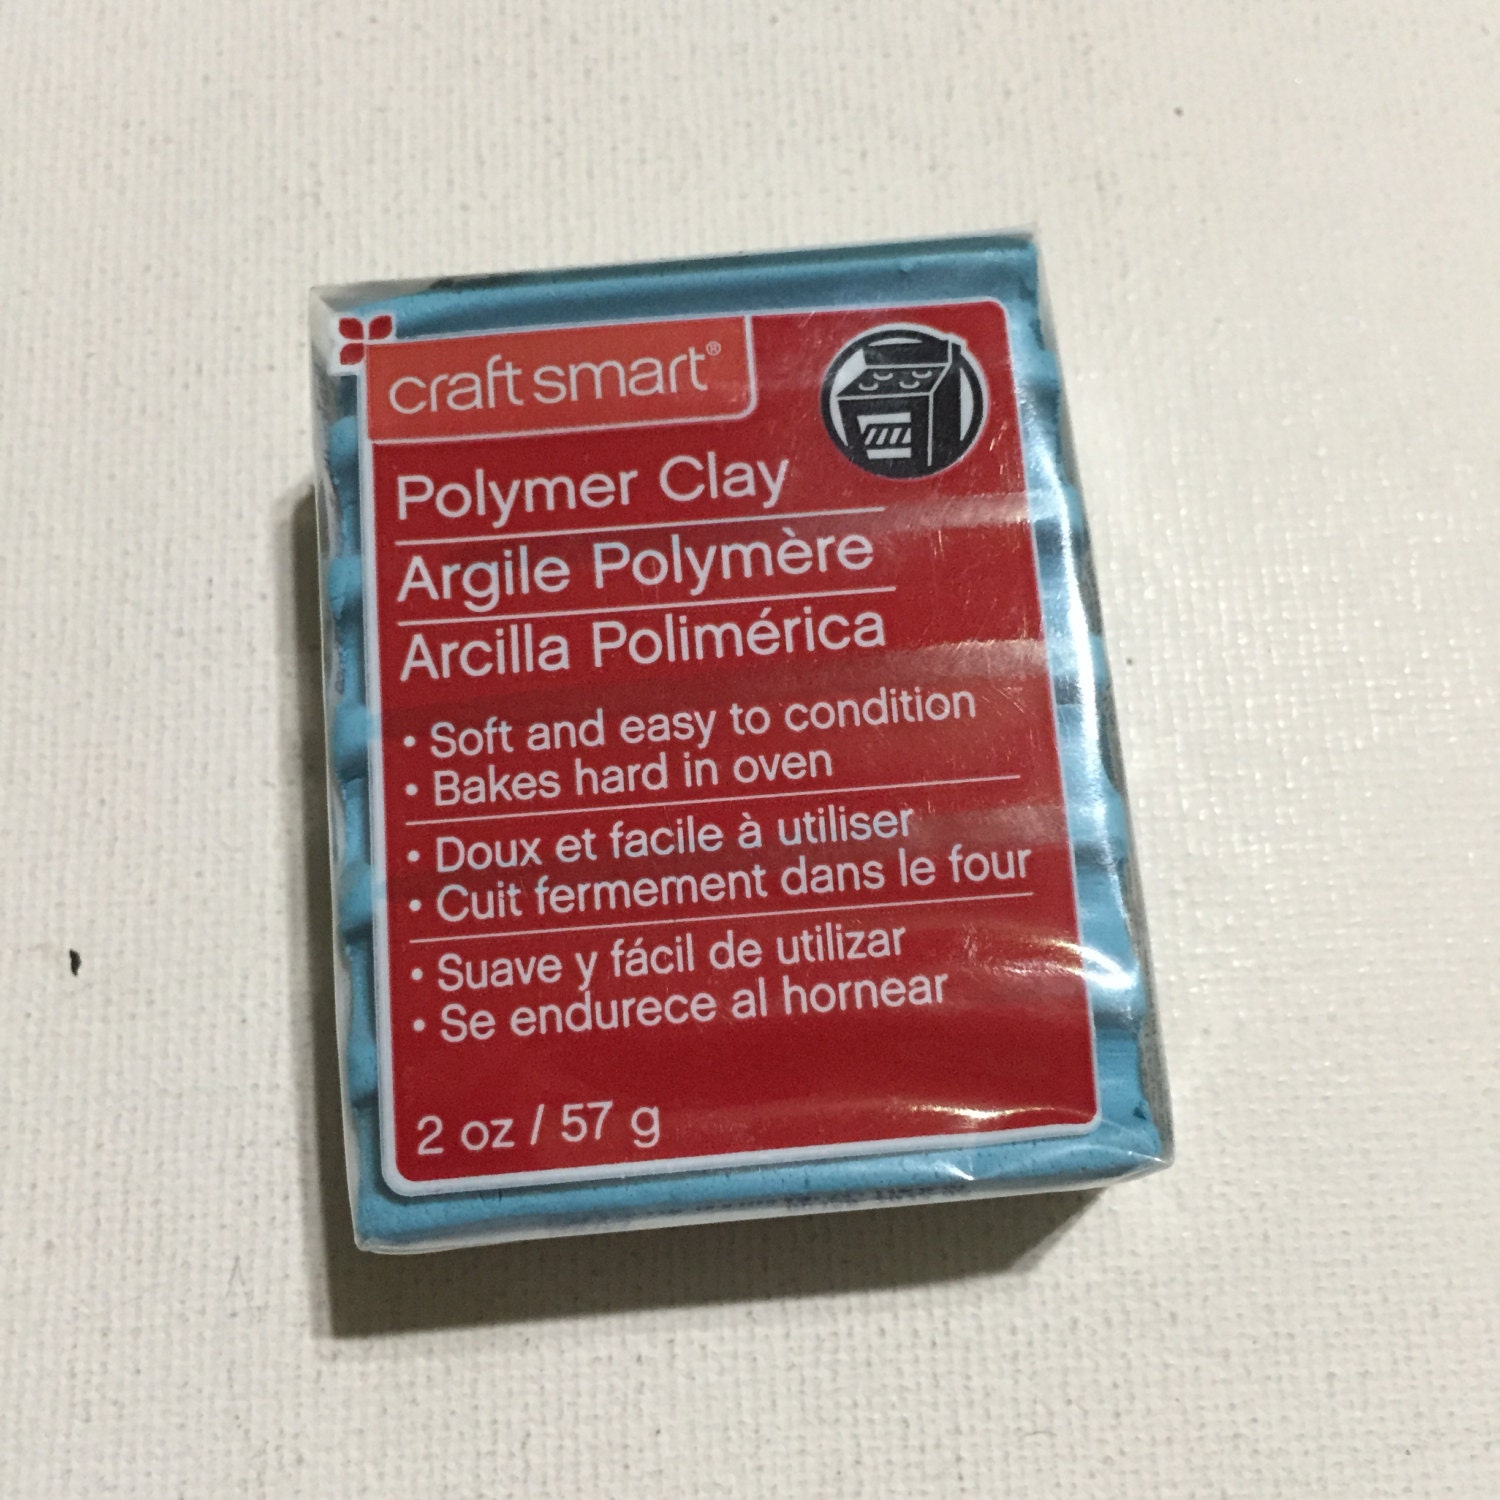 craft smart®
Polymer Clay
Argile Polymère
Arcilla Polimérica
• Soft and easy to condition
• Bakes hard in oven
• Doux et facile à utiliser
• Cuit fermement dans le four
• Suave y fácil de utilizar
• Se endurece al hornear
2 oz / 57 g